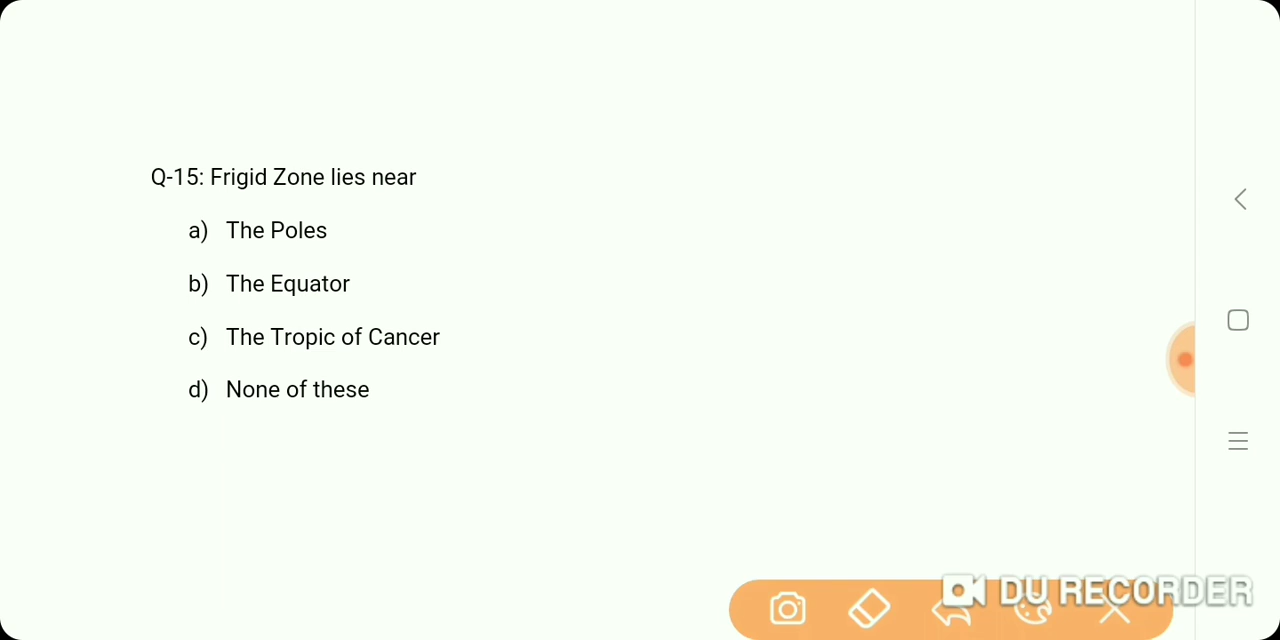 Q-15: Frigid Zone lies near
a) The Poles
b) The Equator
c) The Tropic of Cancer
d) None of these
DU RECORDER